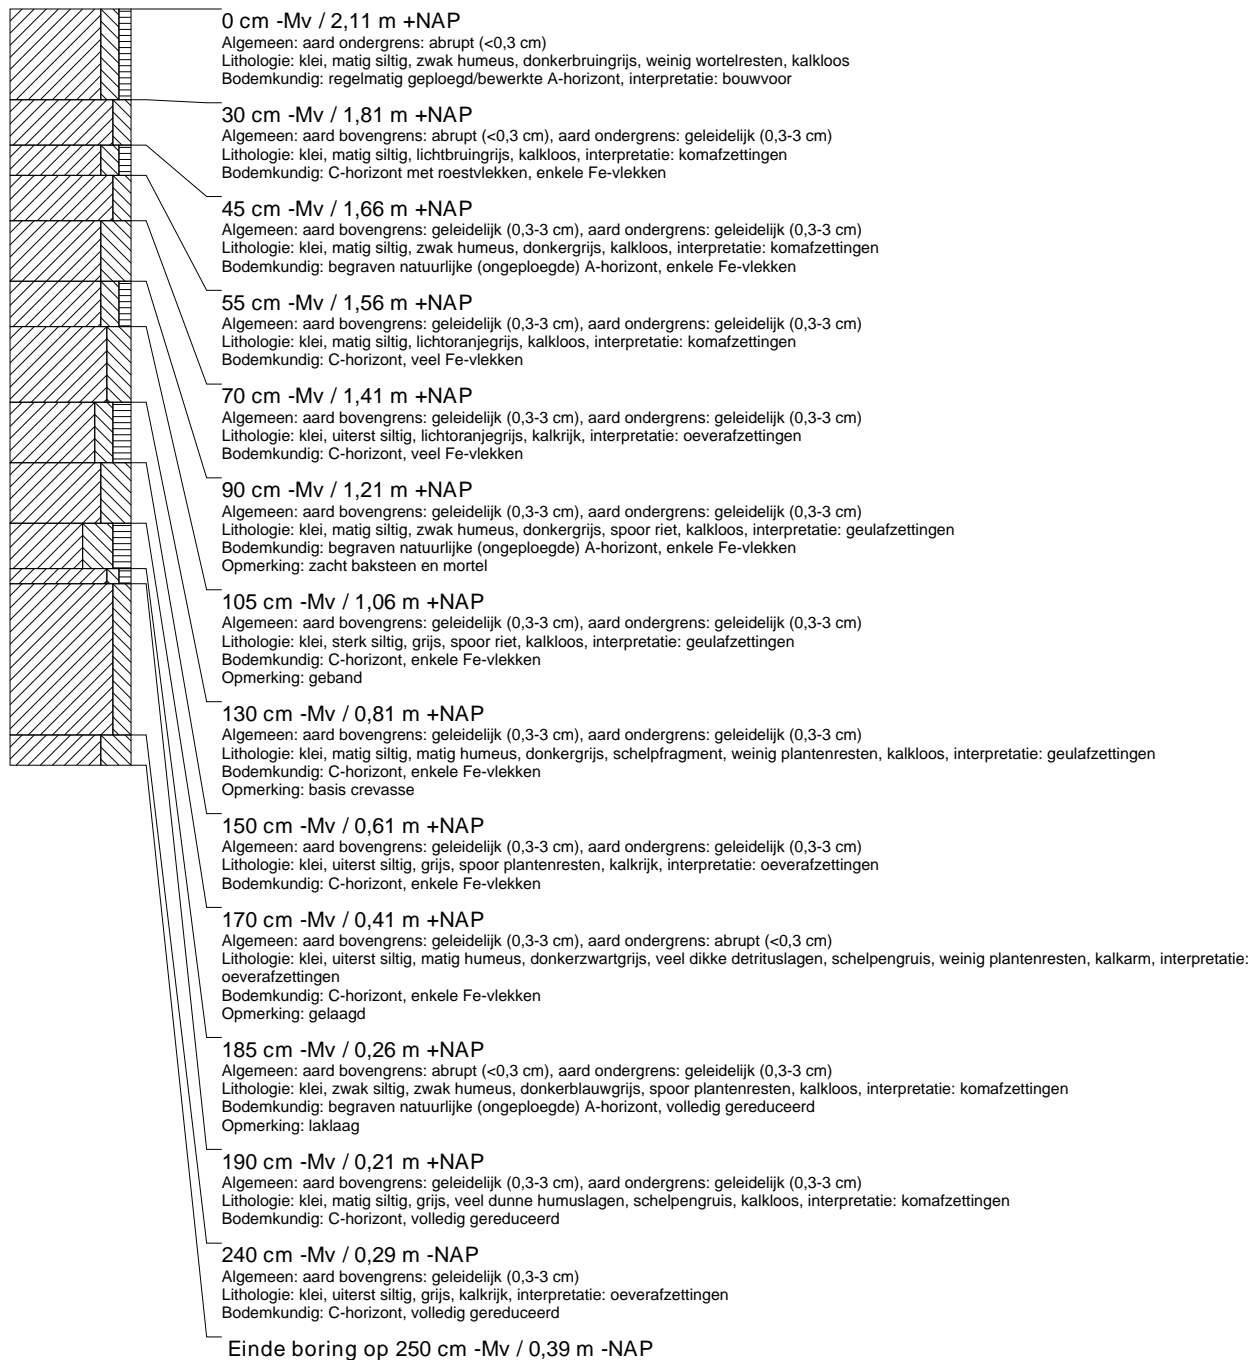 0 cm -Mv / 2,11 m +NAP
Algemeen: aard ondergrens: abrupt (<0,3 cm)
Lithologie: klei, matig siltig, zwak humeus, donkerbruingrijs, weinig wortelresten, kalkloos
Bodemkundig: regelmatig geploegd/bewerkte A-horizont, interpretatie: bouwvoor
30 cm -Mv / 1,81 m +NAP
Algemeen: aard bovengrens: abrupt (<0,3 cm), aard ondergrens: geleidelijk (0,3-3 cm)
Lithologie: klei, matig siltig, lichtbruingrijs, kalkloos, interpretatie: komafzettingen
Bodemkundig: C-horizont met roestvlekken, enkele Fe-vlekken
45 cm -Mv / 1,66 m +NAP
Algemeen: aard bovengrens: geleidelijk (0,3-3 cm), aard ondergrens: geleidelijk (0,3-3 cm)
Lithologie: klei, matig siltig, zwak humeus, donkergrijs, kalkloos, interpretatie: komafzettingen
Bodemkundig: begraven natuurlijke (ongeploegde) A-horizont, enkele Fe-vlekken
55 cm -Mv / 1,56 m +NAP
Algemeen: aard bovengrens: geleidelijk (0,3-3 cm), aard ondergrens: geleidelijk (0,3-3 cm)
Lithologie: klei, matig siltig, lichtoranjegrijs, kalkloos, interpretatie: komafzettingen
Bodemkundig: C-horizont, veel Fe-vlekken
70 cm -Mv / 1,41 m +NAP
Algemeen: aard bovengrens: geleidelijk (0,3-3 cm), aard ondergrens: geleidelijk (0,3-3 cm)
Lithologie: klei, uiterst siltig, lichtoranjegrijs, kalkrijk, interpretatie: oeverafzettingen
Bodemkundig: C-horizont, veel Fe-vlekken
90 cm -Mv / 1,21 m +NAP
Algemeen: aard bovengrens: geleidelijk (0,3-3 cm), aard ondergrens: geleidelijk (0,3-3 cm)
Lithologie: klei, matig siltig, zwak humeus, donkergrijs, spoor riet, kalkloos, interpretatie: geulafzettingen
Bodemkundig: begraven natuurlijke (ongeploegde) A-horizont, enkele Fe-vlekken
Opmerking: zacht baksteen en mortel
105 cm -Mv / 1,06 m +NAP
Algemeen: aard bovengrens: geleidelijk (0,3-3 cm), aard ondergrens: geleidelijk (0,3-3 cm)
Lithologie: klei, sterk siltig, grijs, spoor riet, kalkloos, interpretatie: geulafzettingen
Bodemkundig: C-horizont, enkele Fe-vlekken
Opmerking: geband
130 cm -Mv / 0,81 m +NAP
Algemeen: aard bovengrens: geleidelijk (0,3-3 cm), aard ondergrens: geleidelijk (0,3-3 cm)
Lithologie: klei, matig siltig, matig humeus, donkergrijs, schelpfragment, weinig plantenresten, kalkloos, interpretatie: geulafzettingen
Bodemkundig: C-horizont, enkele Fe-vlekken
Opmerking: basis crevasse
150 cm -Mv / 0,61 m +NAP
Algemeen: aard bovengrens: geleidelijk (0,3-3 cm), aard ondergrens: geleidelijk (0,3-3 cm)
Lithologie: klei, uiterst siltig, grijs, spoor plantenresten, kalkrijk, interpretatie: oeverafzettingen
Bodemkundig: C-horizont, enkele Fe-vlekken
170 cm -Mv / 0,41 m +NAP
Algemeen: aard bovengrens: geleidelijk (0,3-3 cm), aard ondergrens: abrupt (<0,3 cm)
Lithologie: klei, uiterst siltig, matig humeus, donkerzwartgrijs, veel dikke detrituslagen, schelpengruis, weinig plantenresten, kalkarm, interpretatie:
oeverafzettingen
Bodemkundig: C-horizont, enkele Fe-vlekken
Opmerking: gelaagd
185 cm -Mv / 0,26 m +NAP
Algemeen: aard bovengrens: abrupt (<0,3 cm), aard ondergrens: geleidelijk (0,3-3 cm)
Lithologie: klei, zwak siltig, zwak humeus, donkerblauwgrijs, spoor plantenresten, kalkloos, interpretatie: komafzettingen
Bodemkundig: begraven natuurlijke (ongeploegde) A-horizont, volledig gereduceerd
Opmerking: laklaag
190 cm -Mv / 0,21 m +NAP
Algemeen: aard bovengrens: geleidelijk (0,3-3 cm), aard ondergrens: geleidelijk (0,3-3 cm)
Lithologie: klei, matig siltig, grijs, veel dunne humuslagen, schelpengruis, kalkloos, interpretatie: komafzettingen
Bodemkundig: C-horizont, volledig gereduceerd
240 cm -Mv / 0,29 m -NAP
Algemeen: aard bovengrens: geleidelijk (0,3-3 cm)
Lithologie: klei, uiterst siltig, grijs, kalkrijk, interpretatie: oeverafzettingen
Bodemkundig: C-horizont, volledig gereduceerd
Einde boring op 250 cm -Mv / 0,39 m -NAP